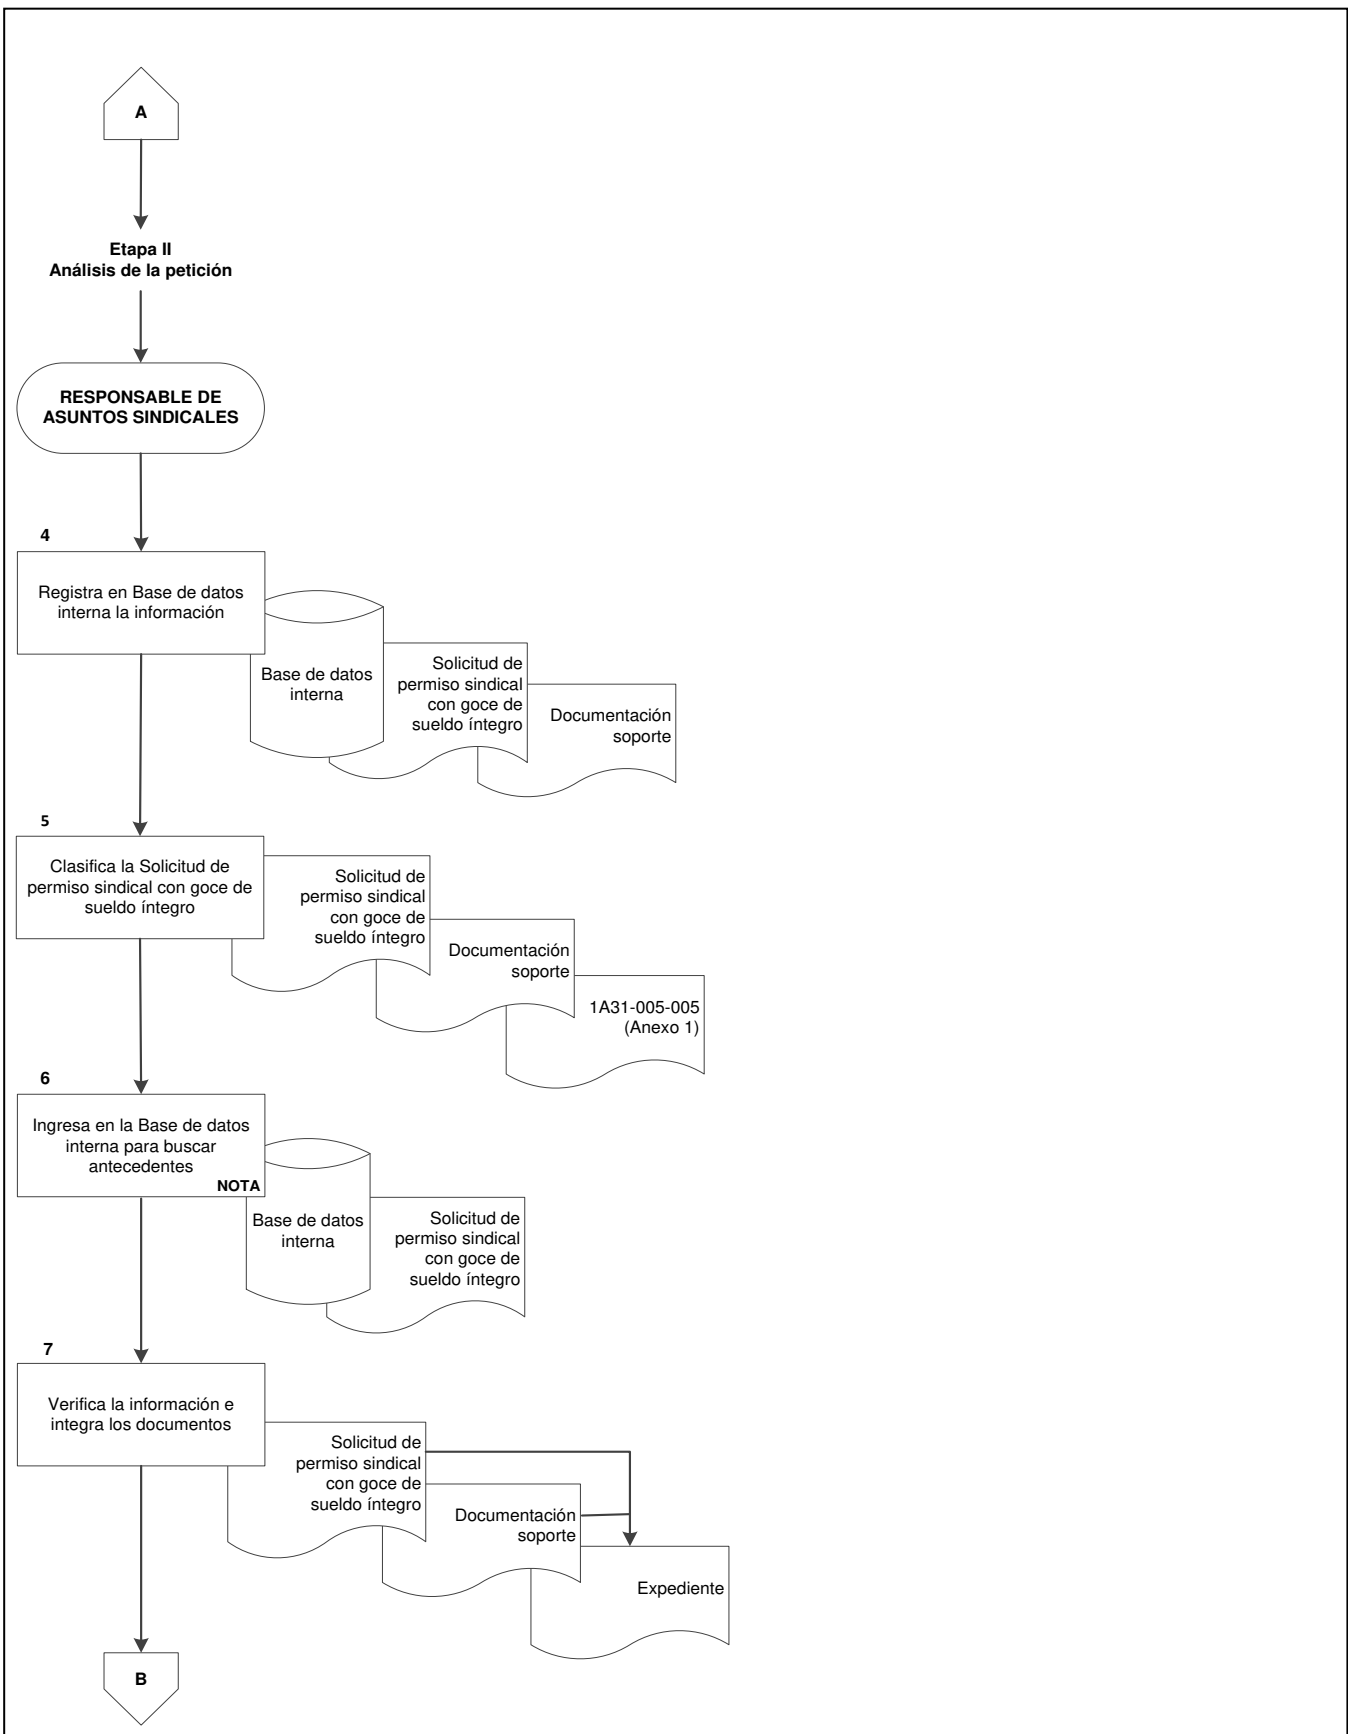 A
Etapa II
Análisis de la petición
RESPONSABLE DE
ASUNTOS SINDICALES
4
Registra en Base de datos
interna la información
Base de datos
interna
Solicitud de
permiso sindical
con goce de
sueldo íntegro
Documentación
soporte
5
Clasifica la Solicitud de
permiso sindical con goce de
sueldo íntegro
Solicitud de
permiso sindical
con goce de
sueldo íntegro
Documentación
soporte
1A31-005-005
(Anexo 1)
6
Ingresa en la Base de datos
interna para buscar
antecedentes
NOTA
Base de datos
interna
Solicitud de
permiso sindical
con goce de
sueldo íntegro
7
Verifica la información e
integra los documentos
Solicitud de
permiso sindical
con goce de
sueldo íntegro
Documentación
soporte
Expediente
B